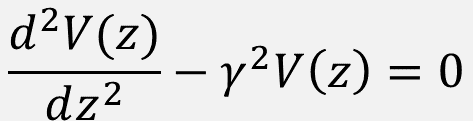 d²V(z)/dz² − γ²V(z) = 0